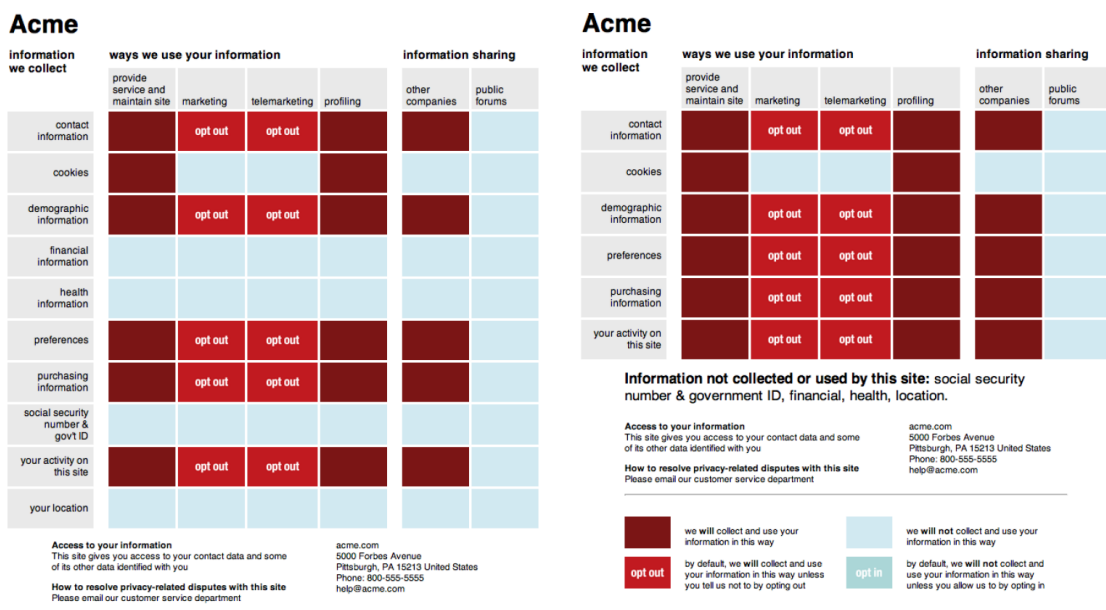 Acme
information
we collect
ways we use your information
information sharing
provide
service and
maintain site
marketing
telemarketing
profiling
other
companies
public
forums
contact
information
opt out
opt out
cookies
demographic
information
opt out
opt out
financial
information
health
information
preferences
opt out
opt out
purchasing
information
opt out
opt out
social security
number &
gov't ID
your activity on
this site
opt out
opt out
your location
Access to your information
This site gives you access to your contact data and some
of its other data identified with you
How to resolve privacy-related disputes with this site
Please email our customer service department
acme.com
5000 Forbes Avenue
Pittsburgh, PA 15213 United States
Phone: 800-555-5555
help@acme.com
Acme
information
we collect
ways we use your information
information sharing
provide
service and
maintain site
marketing
telemarketing
profiling
other
companies
public
forums
contact
information
opt out
opt out
cookies
demographic
information
opt out
opt out
preferences
opt out
opt out
purchasing
information
opt out
opt out
your activity on
this site
opt out
opt out
Information not collected or used by this site: social security
number & government ID, financial, health, location.
Access to your information
This site gives you access to your contact data and some
of its other data identified with you
How to resolve privacy-related disputes with this site
Please email our customer service department
acme.com
5000 Forbes Avenue
Pittsburgh, PA 15213 United States
Phone: 800-555-5555
help@acme.com
we will collect and use your
information in this way
we will not collect and use your
information in this way
opt out
by default, we will collect and
use your information in this way unless
you tell us not to by opting out
opt in
by default, we will not collect and
use your information in this way
unless you allow us to by opting in